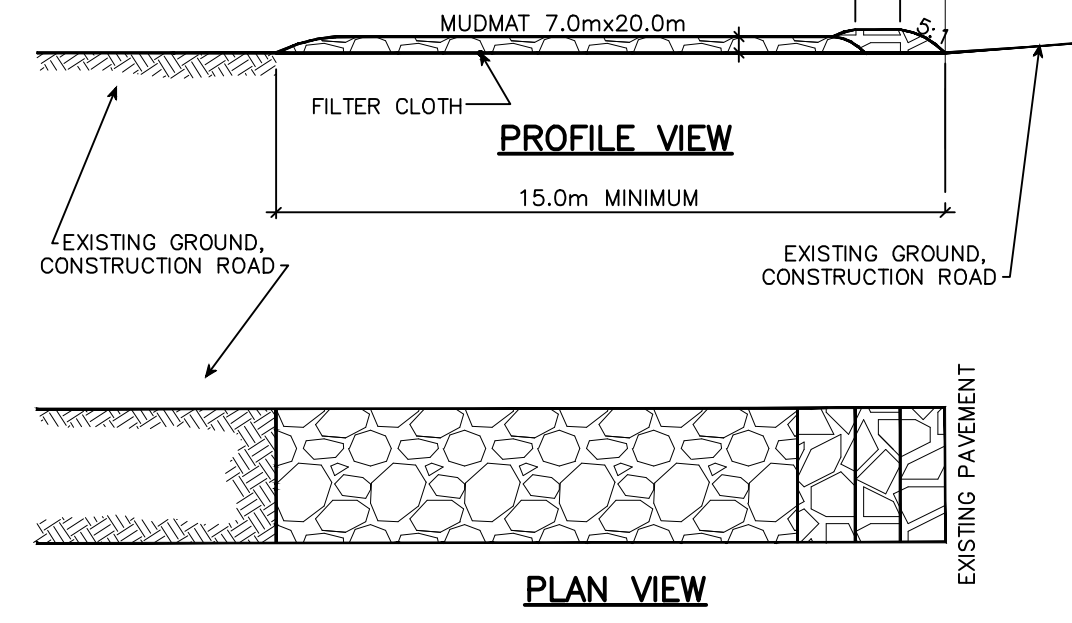 MUDMAT 7.0mx20.0m
5:1
FILTER CLOTH
PROFILE VIEW
15.0m MINIMUM
EXISTING GROUND,
CONSTRUCTION ROAD
EXISTING GROUND,
CONSTRUCTION ROAD
EXISTING PAVEMENT
PLAN VIEW